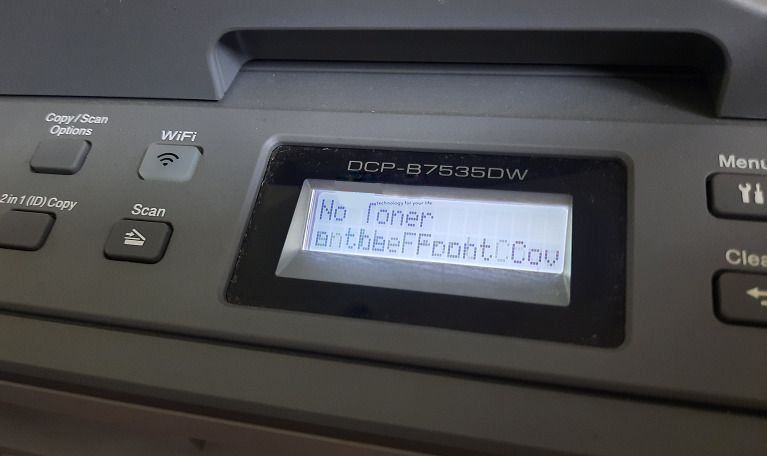 Copy/Scan
Options
WiFi
DCP-B7535DW
Menu
2 in 1 (ID) Copy
Scan
technology for your life
No Toner
Clea